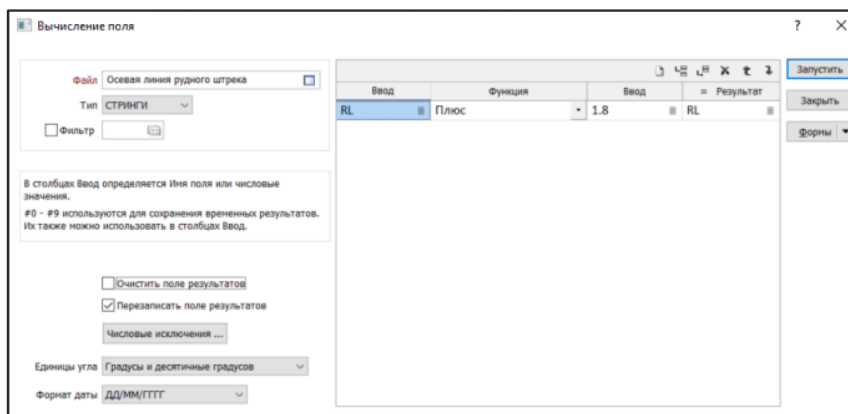 Вычисление поля
?
Файл Осевая линия рудного штрека
Тип СТРИНГИ
Фильтр
В столбцах Ввод определяется Имя поля или числовые
значения.
#0 - #9 используются для сохранения временных результатов.
Их также можно использовать в столбцах Ввод.
Очистить поле результатов
Перезаписать поле результатов
Числовые исключения ...
Единицы угла Градусы и десятичные градусов
Формат даты ДД/ММ/ГГГГ
Ввод Функция Ввод = Результат
RL Плюс 1.8 RL
Запустить
Закрыть
Формы